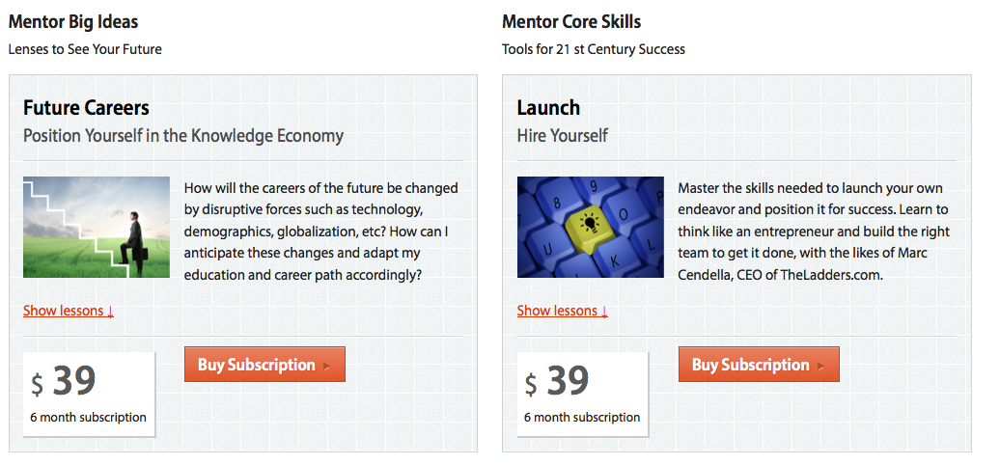 Mentor Big Ideas
Lenses to See Your Future
Future Careers
Position Yourself in the Knowledge Economy
How will the careers of the future be changed
by disruptive forces such as technology,
demographics, globalization, etc? How can I
anticipate these changes and adapt my
education and career path accordingly?
Show lessons ↓
$ 39
6 month subscription
Buy Subscription ▸
Mentor Core Skills
Tools for 21 st Century Success
Launch
Hire Yourself
8
9
U
O
P
K
L
Master the skills needed to launch your own
endeavor and position it for success. Learn to
think like an entrepreneur and build the right
team to get it done, with the likes of Marc
Cendella, CEO of TheLadders.com.
Show lessons ↓
$ 39
6 month subscription
Buy Subscription ▸